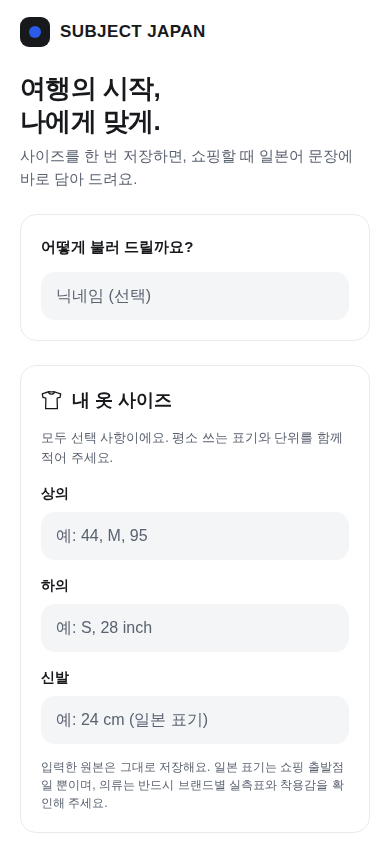 SUBJECT JAPAN
여행의 시작,
나에게 맞게.
사이즈를 한 번 저장하면, 쇼핑할 때 일본어 문장에
바로 담아 드려요.
어떻게 불러 드릴까요?
닉네임 (선택)
내 옷 사이즈
모두 선택 사항이에요. 평소 쓰는 표기와 단위를 함께
적어 주세요.
상의
예: 44, M, 95
하의
예: S, 28 inch
신발
예: 24 cm (일본 표기)
입력한 원본은 그대로 저장해요. 일본 표기는 쇼핑 출발점
일 뿐이며, 의류는 반드시 브랜드별 실측표와 착용감을 확
인해 주세요.